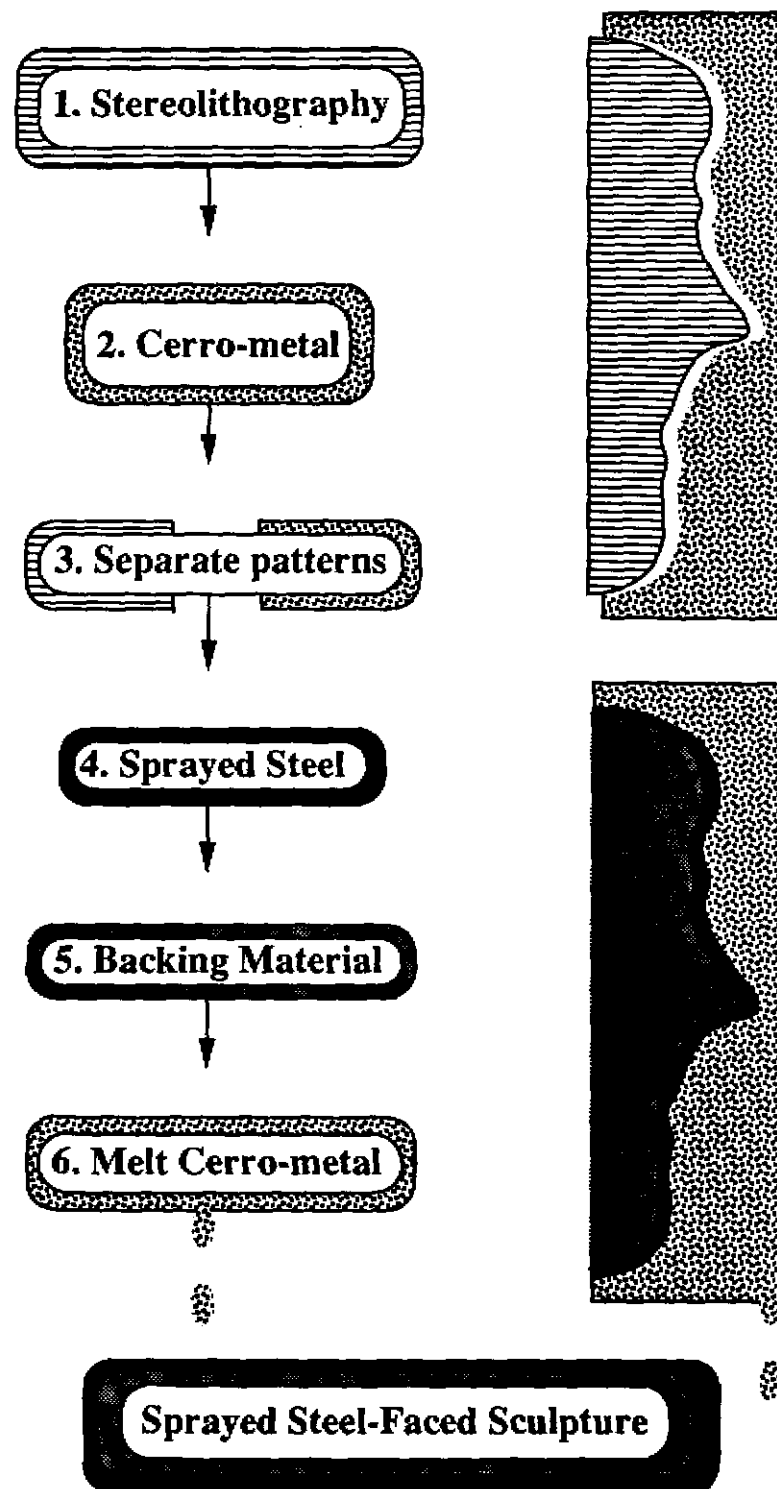 1. Stereolithography
2. Cerro-metal
3. Separate patterns
4. Sprayed Steel
5. Backing Material
6. Melt Cerro-metal
Sprayed Steel-Faced Sculpture